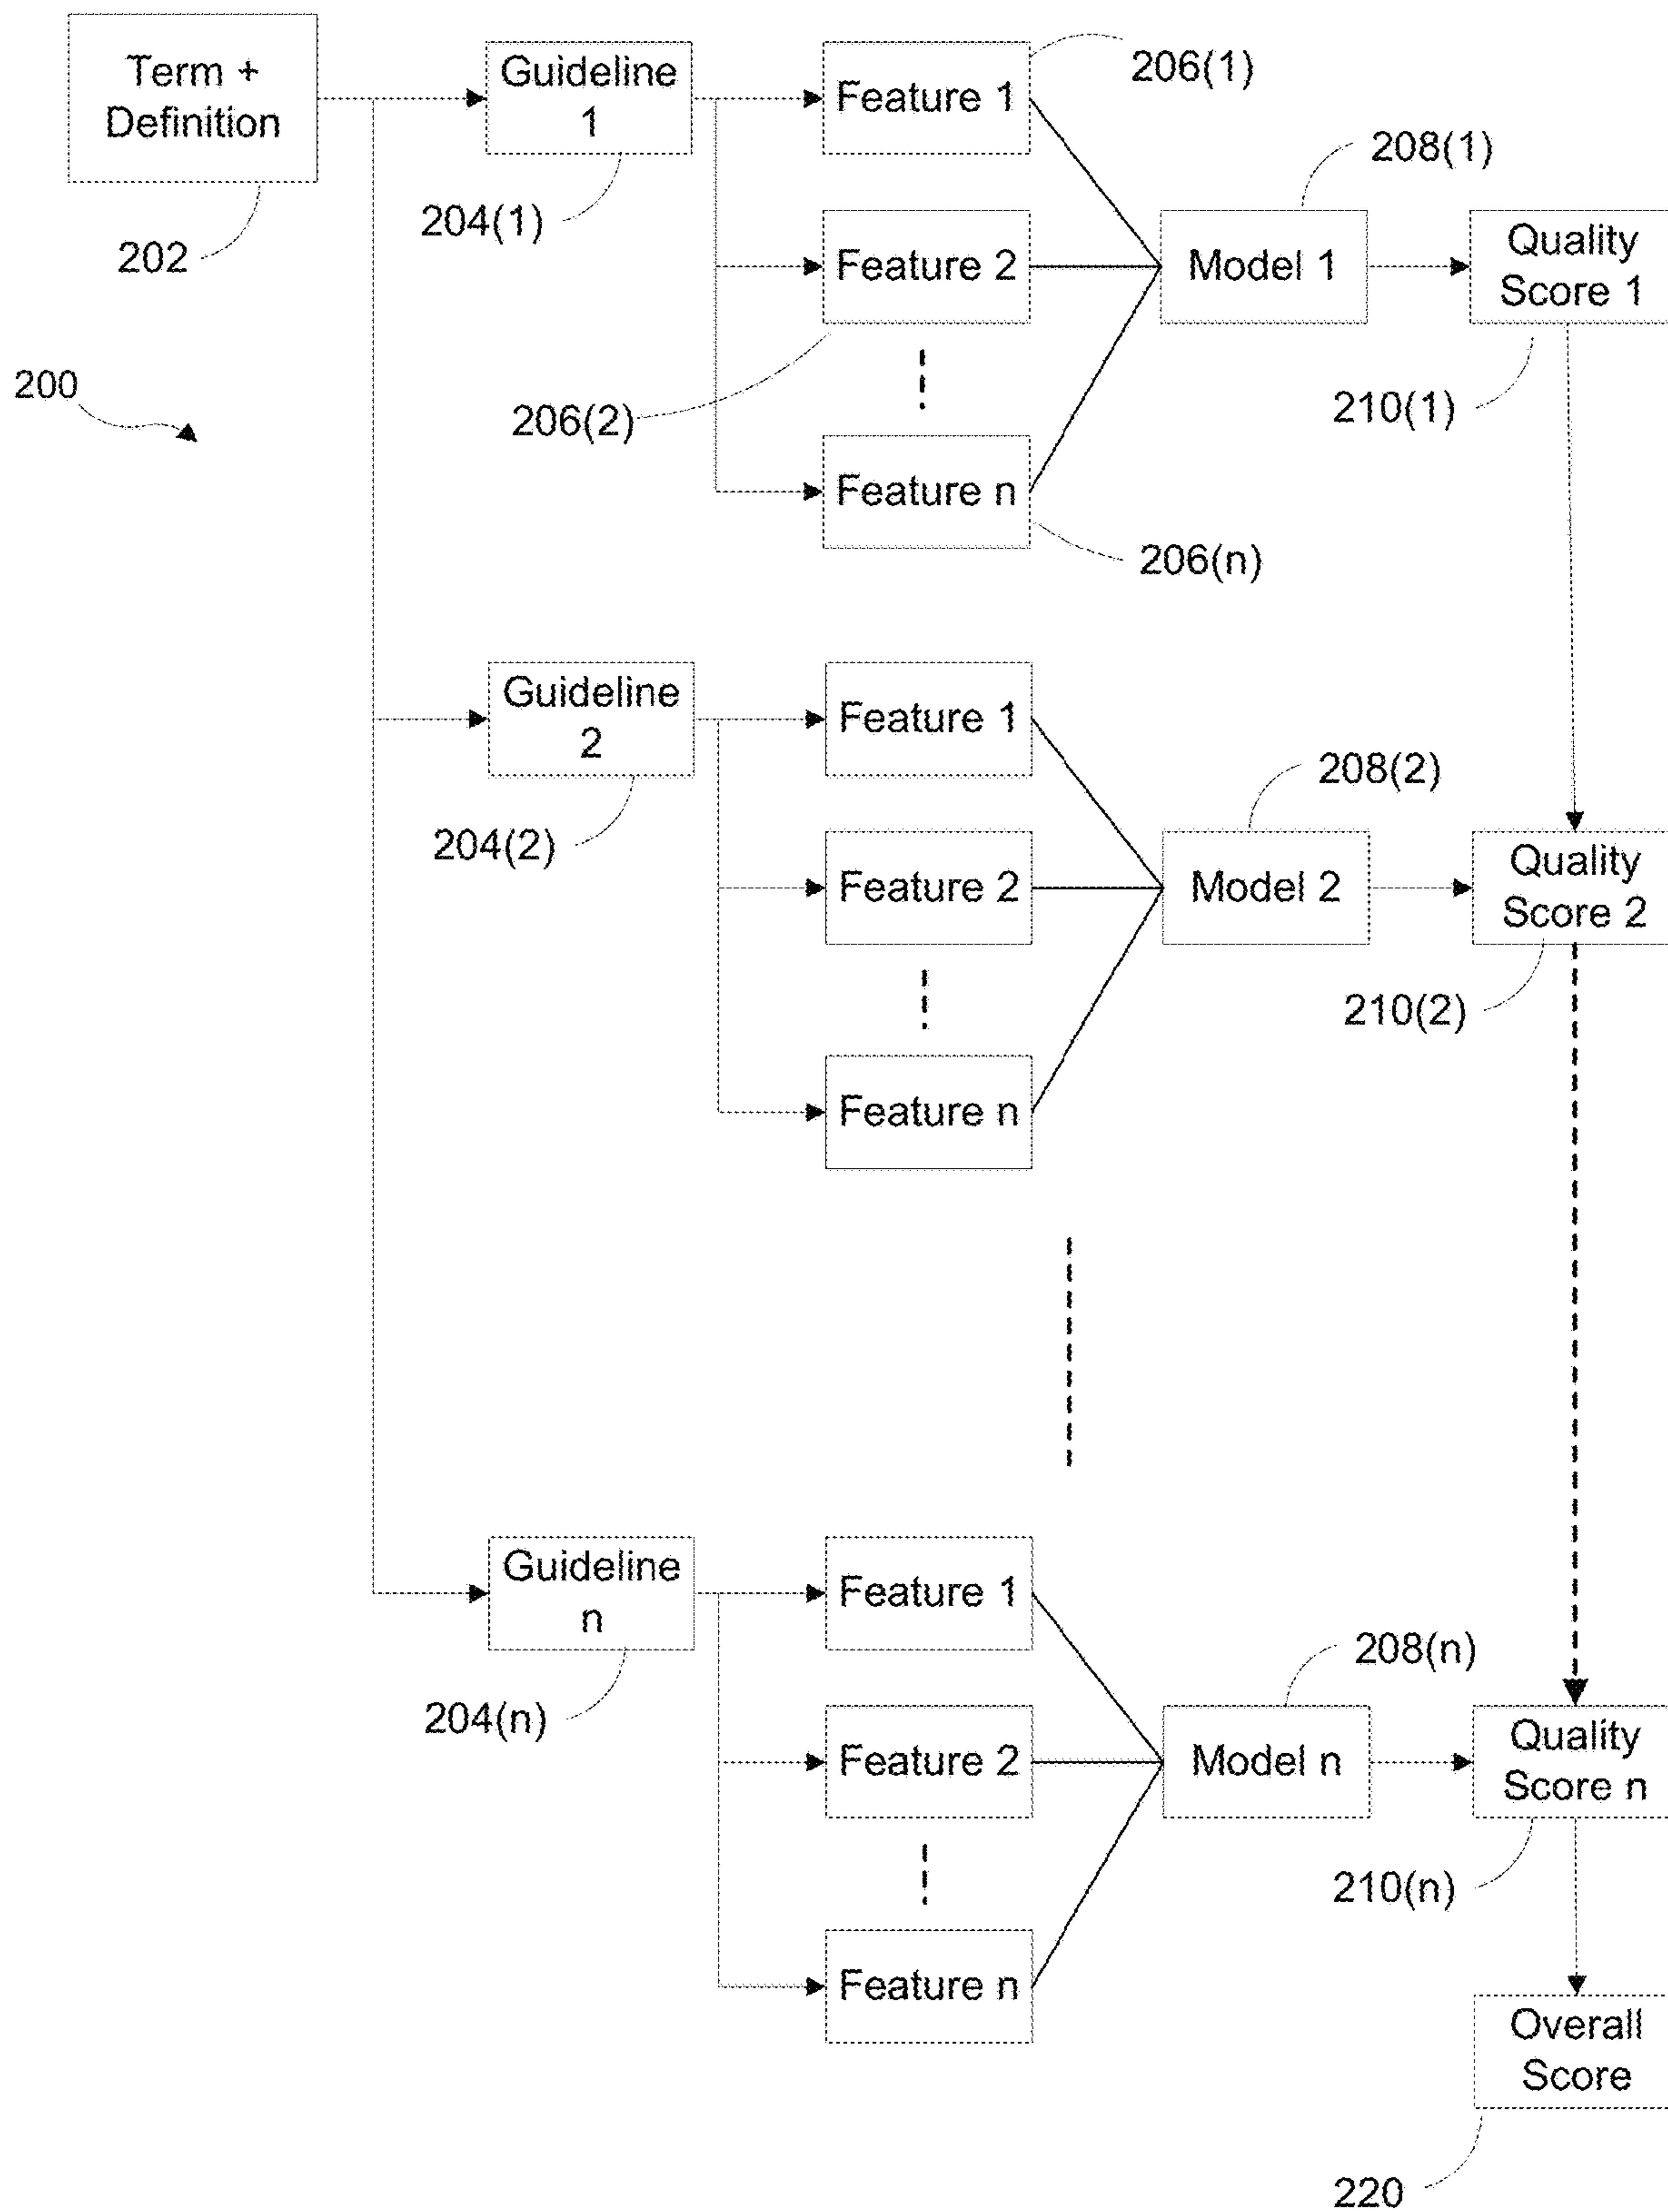 Term +
Definition
202
200
Guideline
1
204(1)
Feature 1
206(1)
Feature 2
206(2)
Feature n
206(n)
Model 1
208(1)
Quality
Score 1
210(1)
Guideline
2
204(2)
Feature 1
Feature 2
Feature n
Model 2
208(2)
Quality
Score 2
210(2)
Guideline
n
204(n)
Feature 1
Feature 2
Feature n
Model n
208(n)
Quality
Score n
210(n)
Overall
Score
220